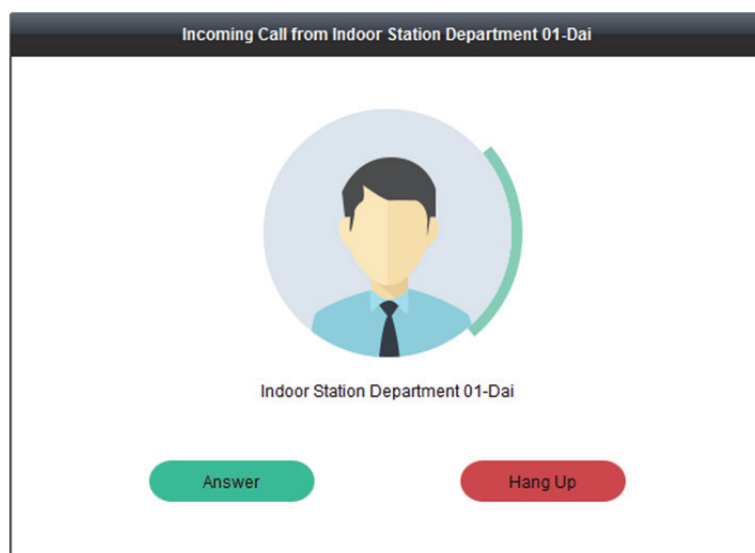 Incoming Call from Indoor Station Department 01-Dai
Indoor Station Department 01-Dai
Answer
Hang Up